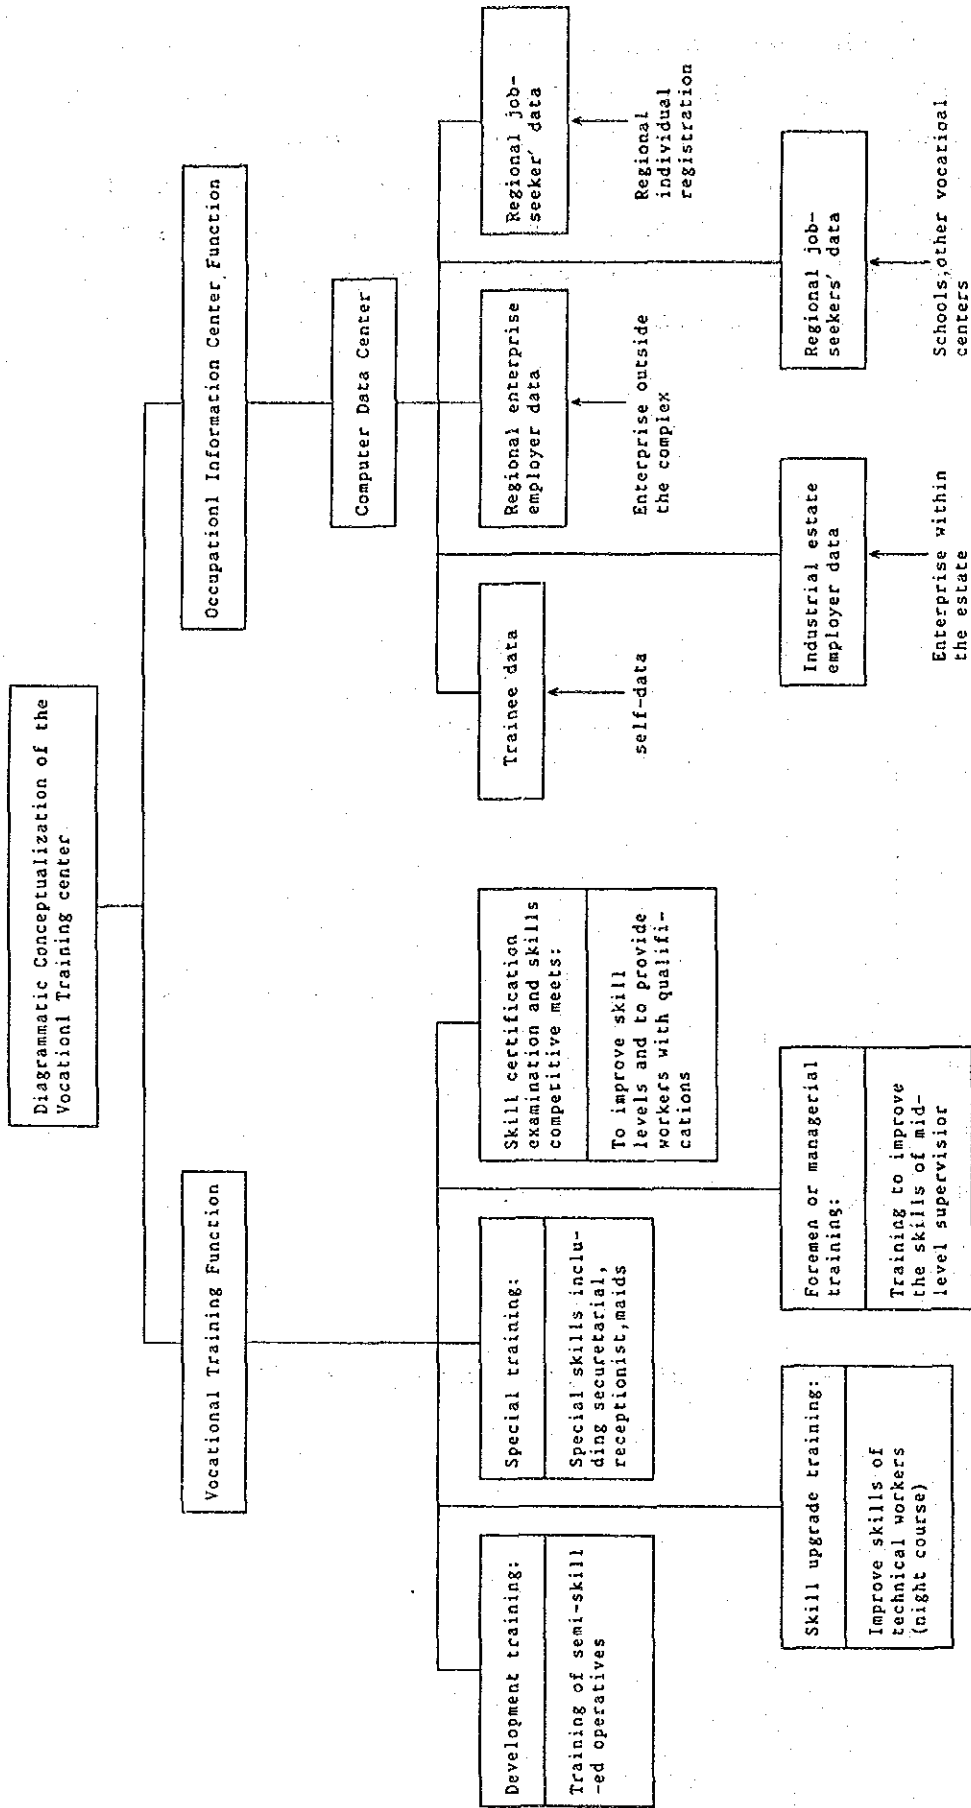 Diagrammatic Conceptualization of the
Vocationl Training center
Vocational Training Function
Occupationl Information Center Function
Computer Data Center
Development training:
Training of semi-skill
-ed operatives
Special training:
Special skills inclu-
ding securetarial,
receptionist,maids
Skill certification
examination and skills
competitive meets:
To improve skill
levels and to provide
workers with qualifi-
cations
Trainee data
self-data
Regional enterprise
employer data
Enterprise outside
the complex
Regional job-
seeker' data
Regional
individual
registration
Skill upgrade training:
Improve skills of
technical workers
(night course)
Foremen or managerial
training:
Training to improve
the skills of mid-
level supervisior
Industrial estate
employer data
Enterprise within
the estate
Regional job-
seekers' data
Schools,other vocatioal
centers